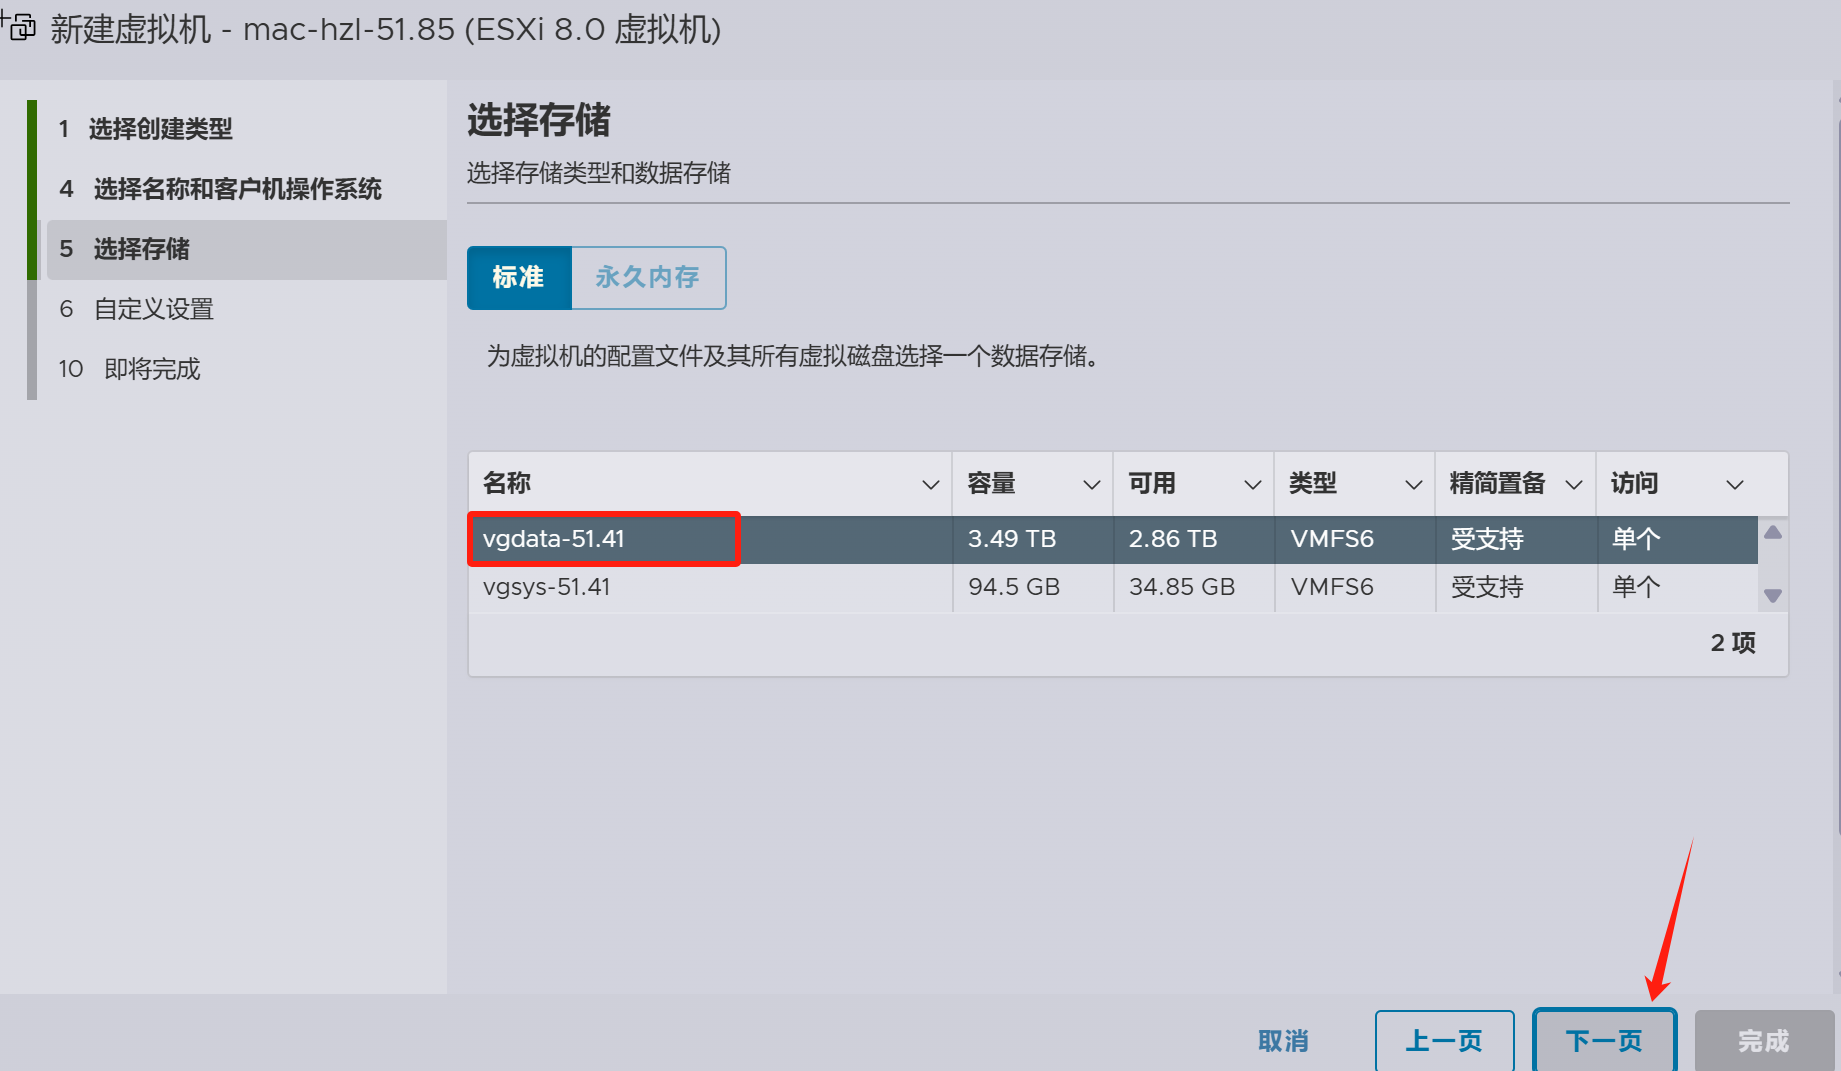 新建虚拟机 - mac-hzl-51.85 (ESXi 8.0 虚拟机)
1 选择创建类型
4 选择名称和客户机操作系统
5 选择存储
6 自定义设置
10 即将完成
选择存储
选择存储类型和数据存储
标准 永久内存
为虚拟机的配置文件及其所有虚拟磁盘选择一个数据存储。
名称 容量 可用 类型 精简置备 访问
vgdata-51.41 3.49 TB 2.86 TB VMFS6 受支持 单个
vgsys-51.41 94.5 GB 34.85 GB VMFS6 受支持 单个
2 项
取消 上一页 下一页 完成